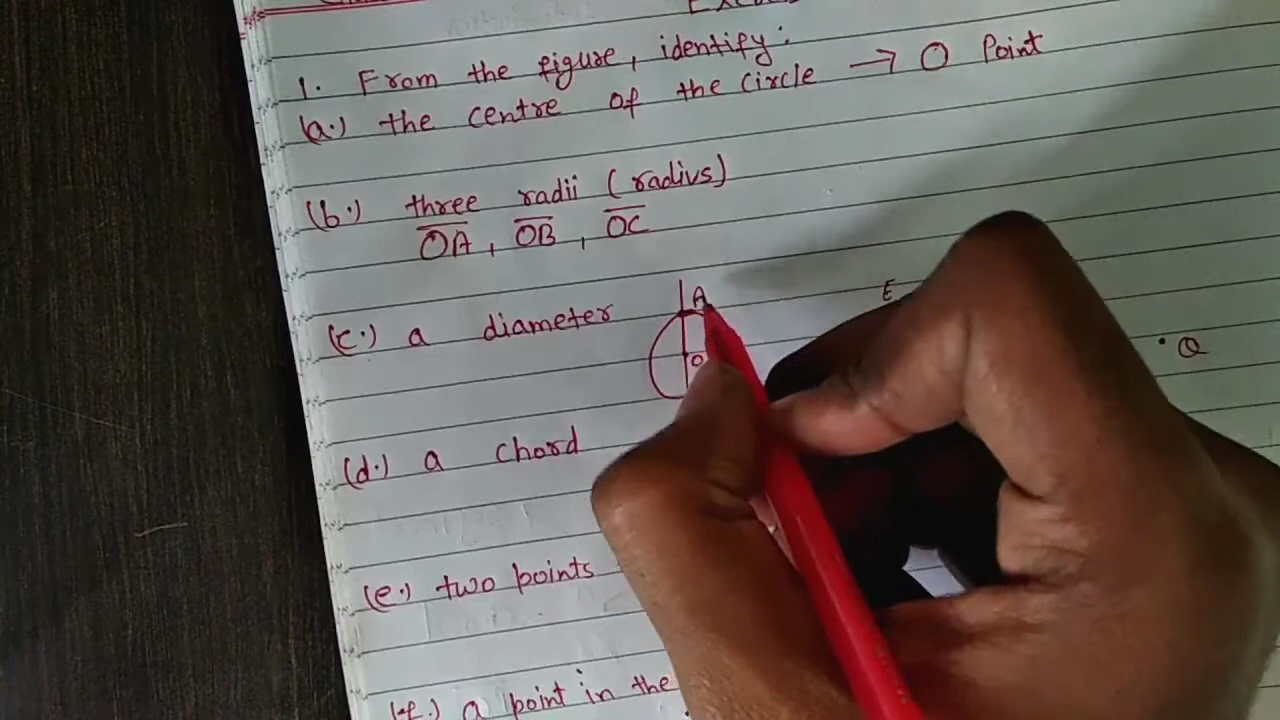 1. From the figure, identify:
(a.) the centre of the circle → O Point
(b.) three radii (radius)
OA, OB, OC
(c.) a diameter
A
O
E
Q
(d.) a chord
(e.) two points
(f.) a point in the